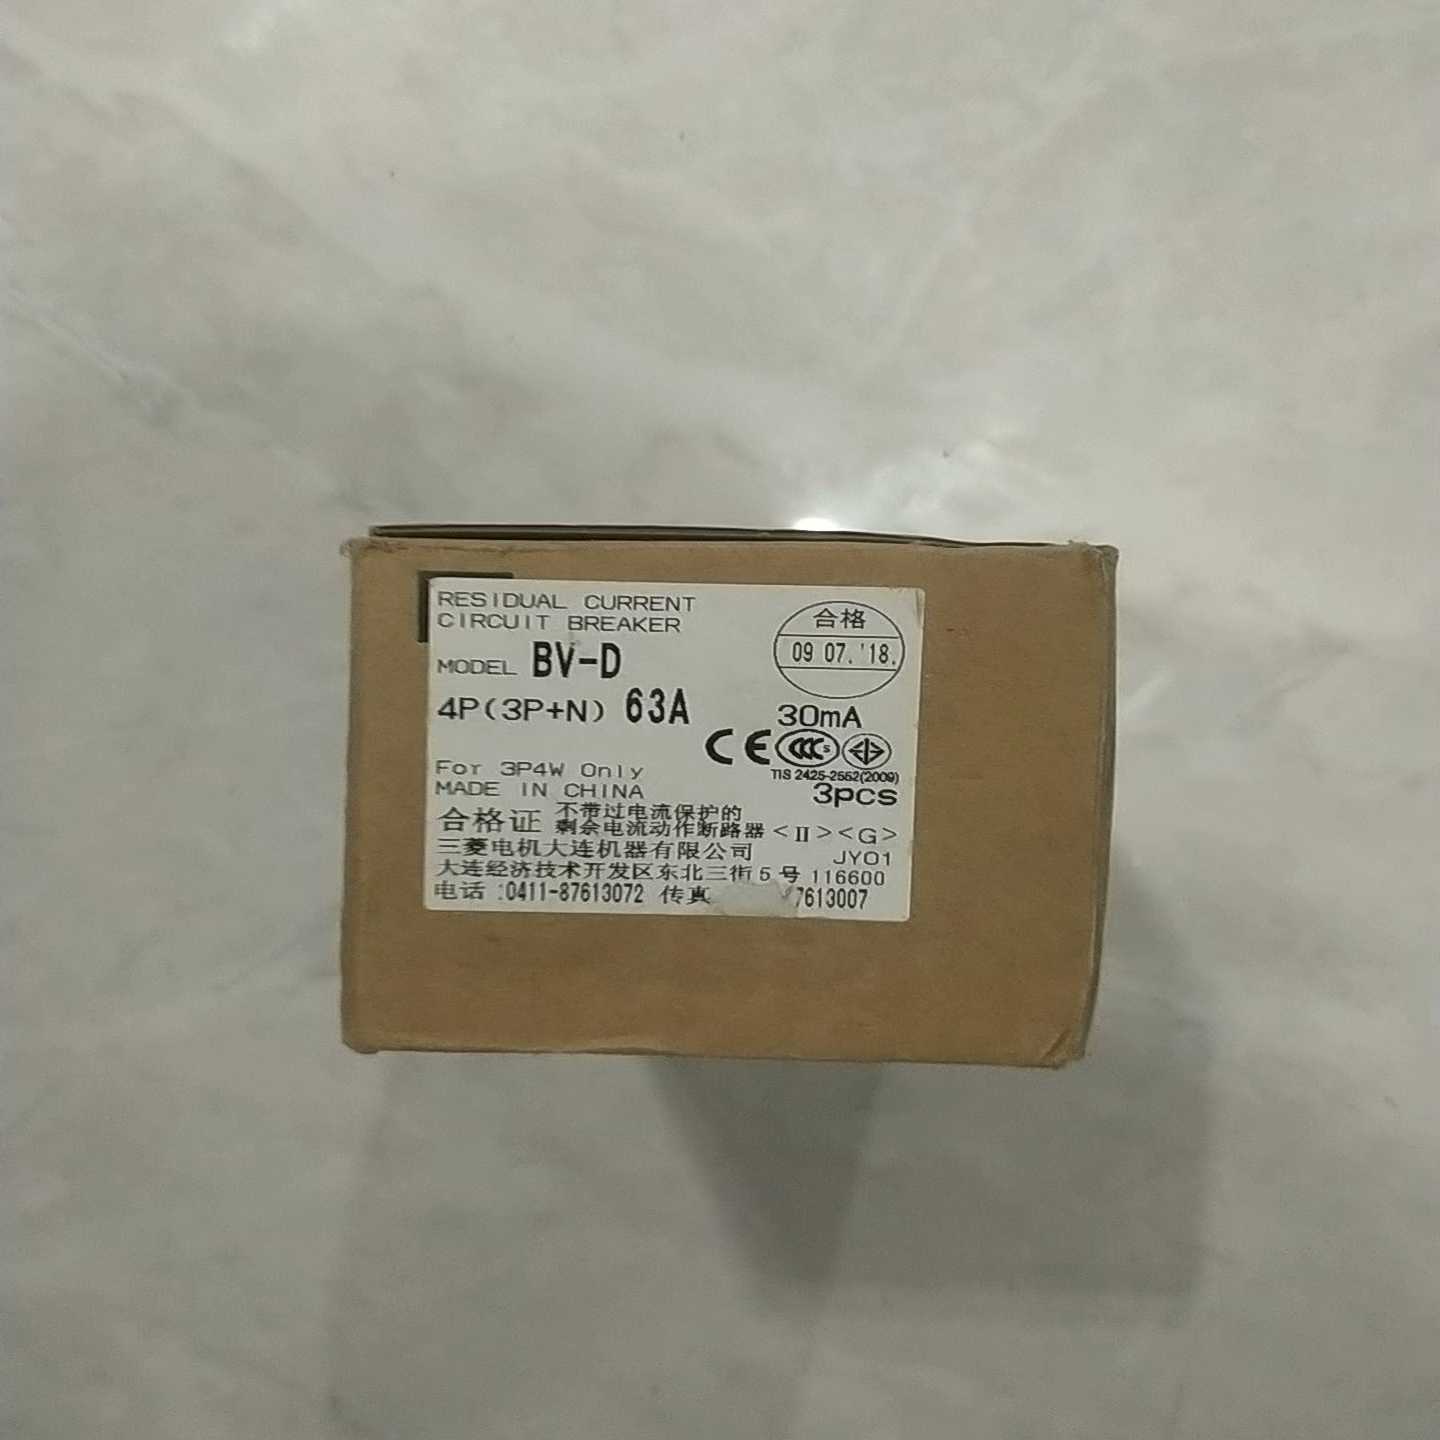 RESIDUAL CURRENT
CIRCUIT BREAKER
合格
09 07.'18.
MODEL BV-D
4P(3P+N) 63A
30mA
CE CCC S
TIS 2425-2552(2009)
For 3P4W Only
MADE IN CHINA
3pcs
合格证 不带过电流保护的
剩余电流动作断路器 <II><G>
三菱电机大连机器有限公司 JY01
大连经济技术开发区东北三街5号 116600
电话:0411-87613072 传真 7613007